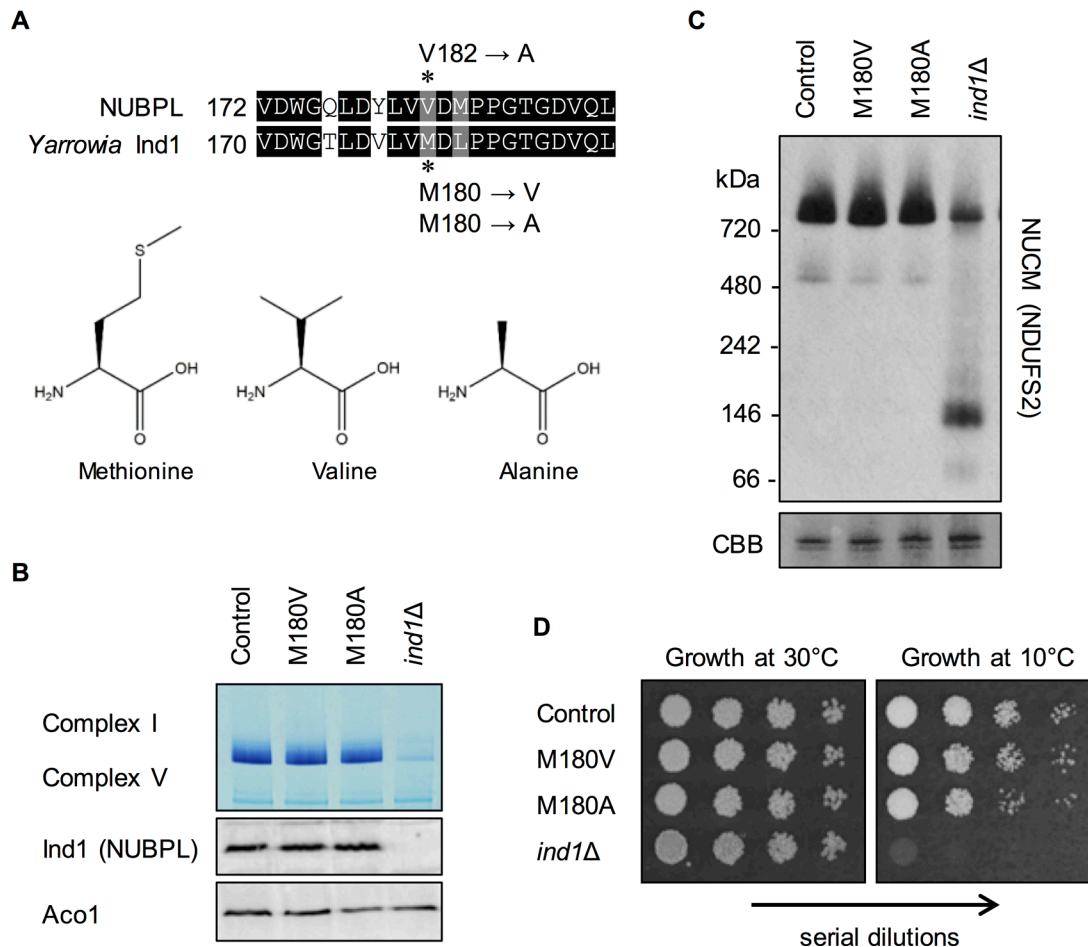 A
V182 → A
*
NUBPL 172 VDWGQLDYLVVDMPPGTGDVQL
Yarrowia Ind1 170 VDWGTLDVLVMDLPPGTGDVQL
*
M180 → V
M180 → A
S
H₂N
OH
O
Methionine
H₂N
OH
O
Valine
H₂N
OH
O
Alanine
B
Control
M180V
M180A
ind1Δ
Complex I
Complex V
Ind1 (NUBPL)
Aco1
C
Control
M180V
M180A
ind1Δ
kDa
720
480
242
146
66
NUCM (NDUFS2)
CBB
D
Growth at 30°C
Growth at 10°C
Control
M180V
M180A
ind1Δ
serial dilutions